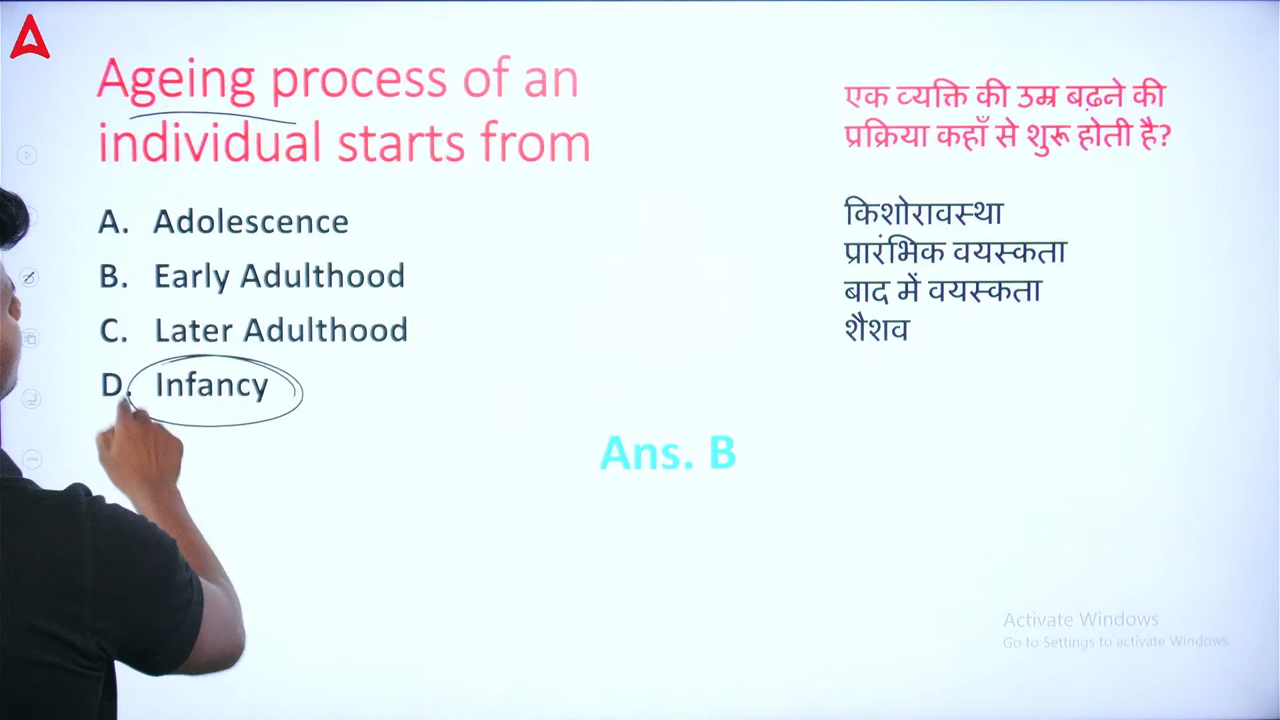 Ageing process of an
individual starts from
A. Adolescence
B. Early Adulthood
C. Later Adulthood
D. Infancy
एक व्यक्ति की उम्र बढ़ने की
प्रक्रिया कहाँ से शुरू होती है?
किशोरावस्था
प्रारंभिक वयस्कता
बाद में वयस्कता
शैशव
Ans. B
Activate Windows
Go to Settings to activate Windows.